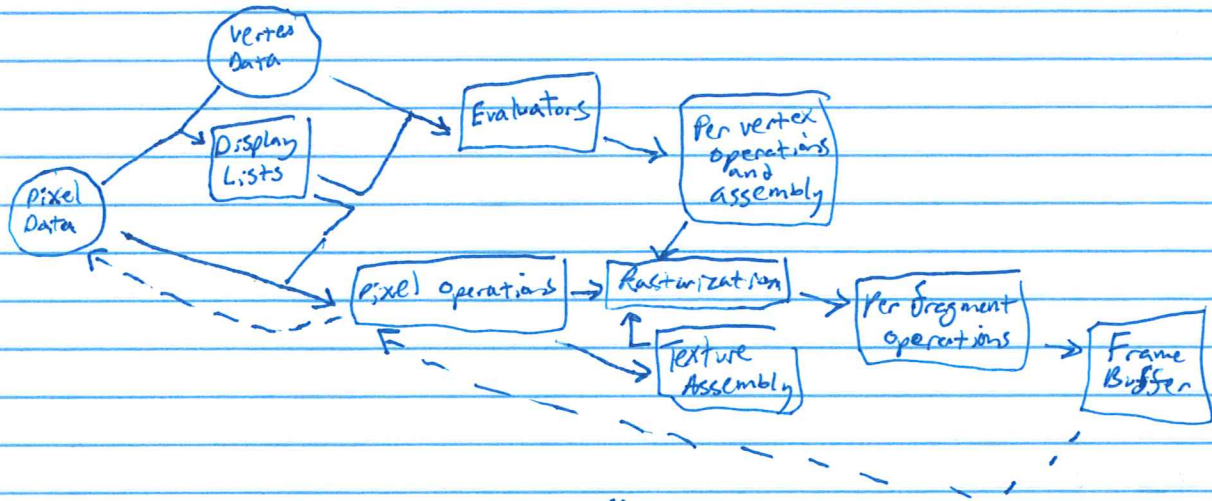 Vertex
Data
Evaluators
Per vertex
operations
and
assembly
Display
Lists
Pixel
Data
Pixel operations
Rasturization
Per fragment
operations
Texture
Assembly
Frame
Buffer